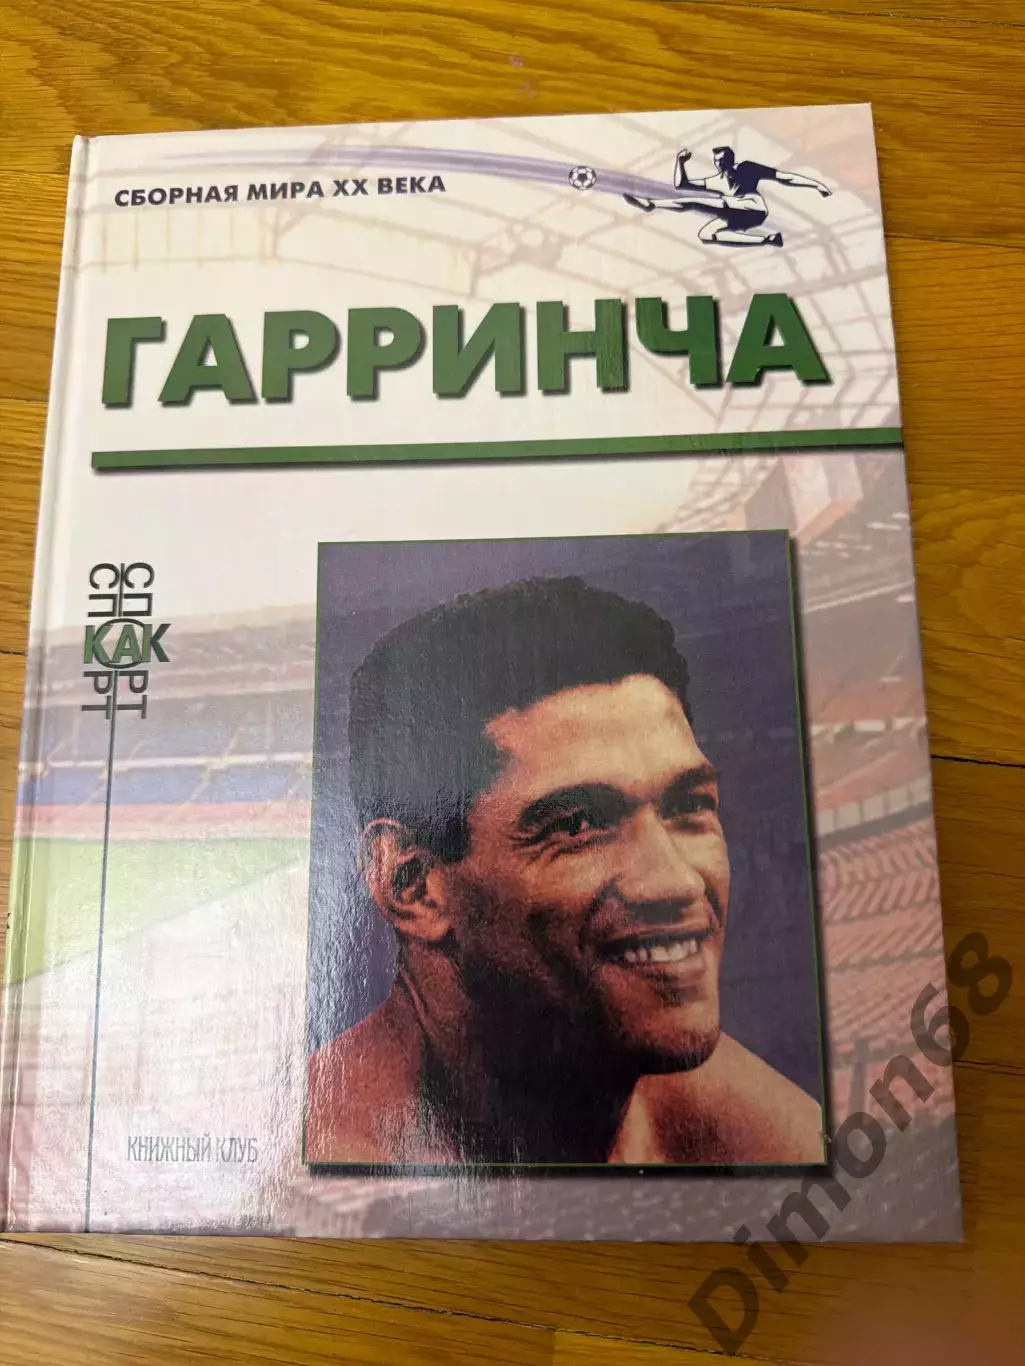 СБОРНАЯ МИРА XX ВЕКА
ГАРРИНЧА
СПОРТ
СПОРТ
КАК
КНИЖНЫЙ КЛУБ
Dimon68